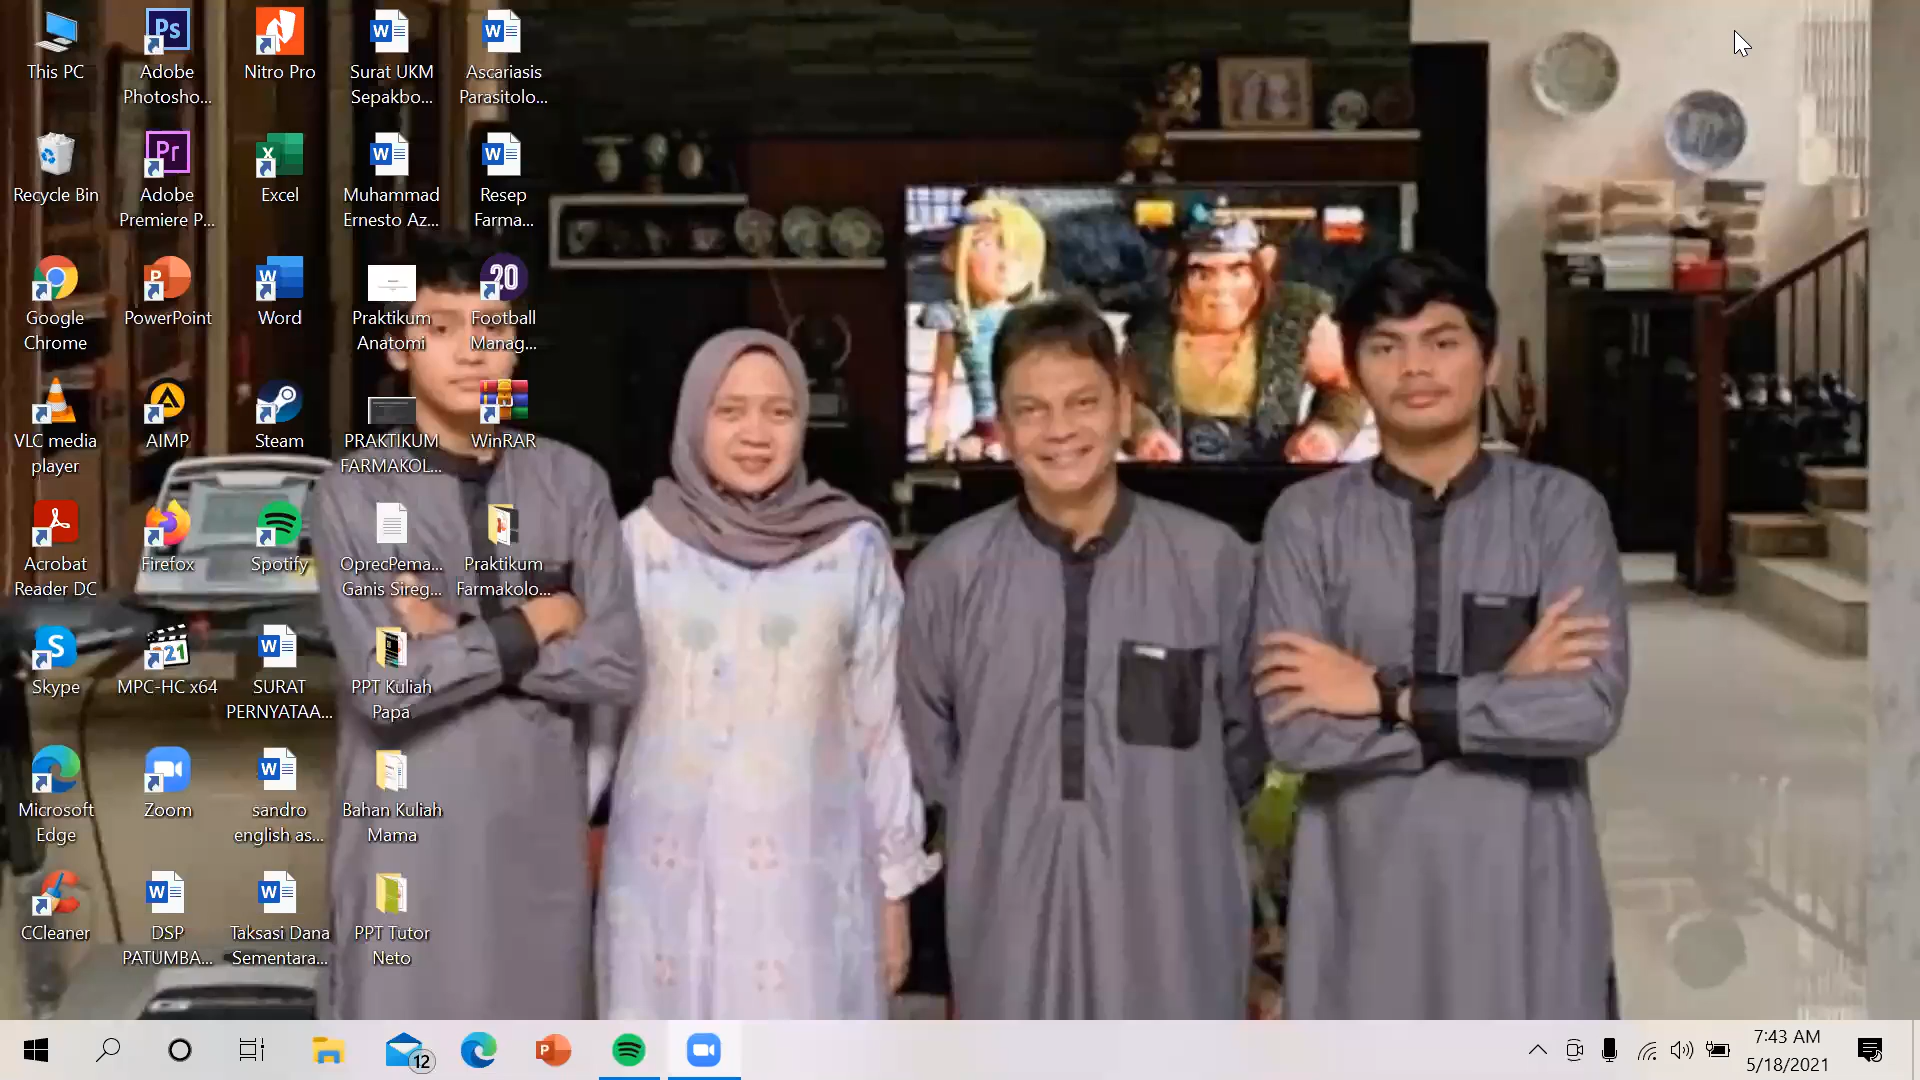 This PC
Adobe
Photosho...
Nitro Pro
Surat UKM
Sepakbo...
Ascariasis
Parasitolo...
Recycle Bin
Adobe
Premiere P...
Excel
Muhammad
Ernesto Az...
Resep
Farma...
Google
Chrome
PowerPoint
Word
Praktikum
Anatomi
Football
Manag...
VLC media
player
AIMP
Steam
PRAKTIKUM
FARMAKOL...
WinRAR
Acrobat
Reader DC
Firefox
Spotify
OprecPema...
Ganis Sireg...
Praktikum
Farmakolo...
Skype
MPC-HC x64
SURAT
PERNYATAA...
PPT Kuliah
Papa
Microsoft
Edge
Zoom
sandro
english as...
Bahan Kuliah
Mama
CCleaner
DSP
PATUMBA...
Taksasi Dana
Sementara...
PPT Tutor
Neto
12
7:43 AM
5/18/2021